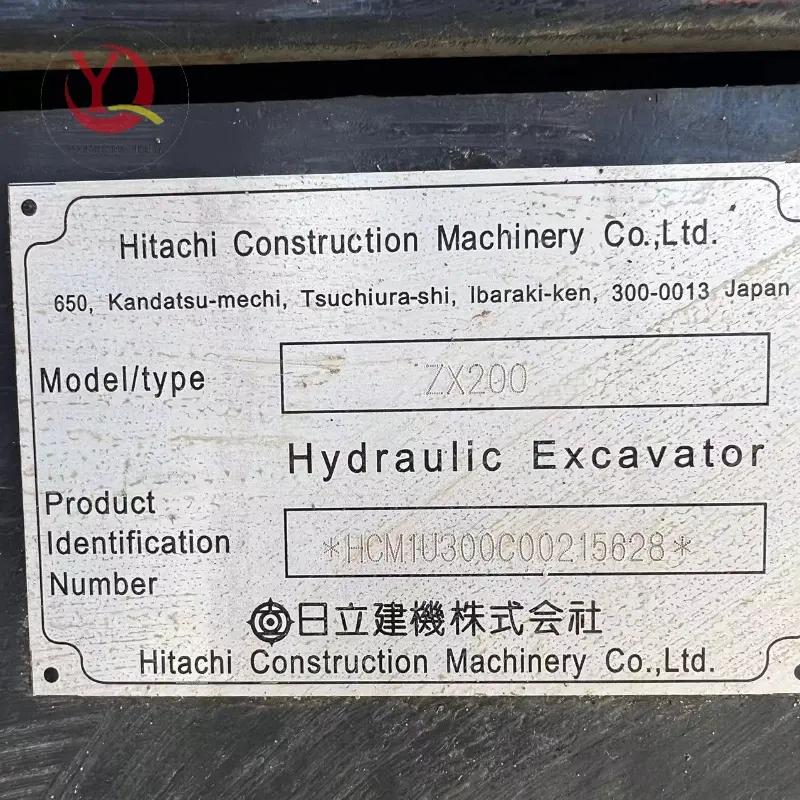 Hitachi Construction Machinery Co.,Ltd.
650, Kandatsu-mechi, Tsuchiura-shi, Ibaraki-ken, 300-0013 Japan
Model/type ZX200
Hydraulic Excavator
Product
Identification
Number
*HCM1U300C00215628*
日立建機株式会社
Hitachi Construction Machinery Co.,Ltd.